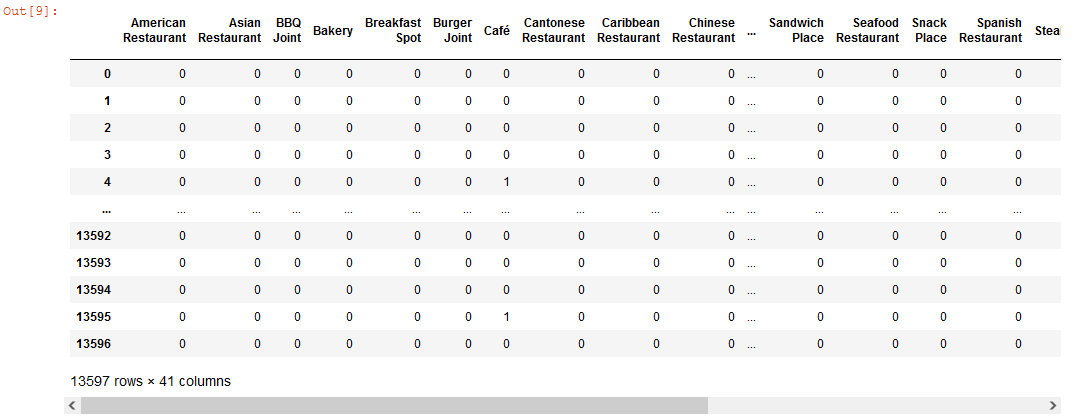 Out[9]:
American Restaurant Asian Restaurant BBQ Joint Bakery Breakfast Spot Burger Joint Café Cantonese Restaurant Caribbean Restaurant Chinese Restaurant ... Sandwich Place Seafood Restaurant Snack Place Spanish Restaurant
0 0 0 0 0 0 0 0 0 0 0 ... 0 0 0 0
1 0 0 0 0 0 0 0 0 0 0 ... 0 0 0 0
2 0 0 0 0 0 0 0 0 0 0 ... 0 0 0 0
3 0 0 0 0 0 0 0 0 0 0 ... 0 0 0 0
4 0 0 0 0 0 0 1 0 0 0 ... 0 0 0 0
... ... ... ... ... ... ... ... ... ... ... ... ... ... ... ...
13592 0 0 0 0 0 0 0 0 0 0 ... 0 0 0 0
13593 0 0 0 0 0 0 0 0 0 0 ... 0 0 0 0
13594 0 0 0 0 0 0 0 0 0 0 ... 0 0 0 0
13595 0 0 0 0 0 0 1 0 0 0 ... 0 0 0 0
13596 0 0 0 0 0 0 0 0 0 0 ... 0 0 0 0
13597 rows × 41 columns